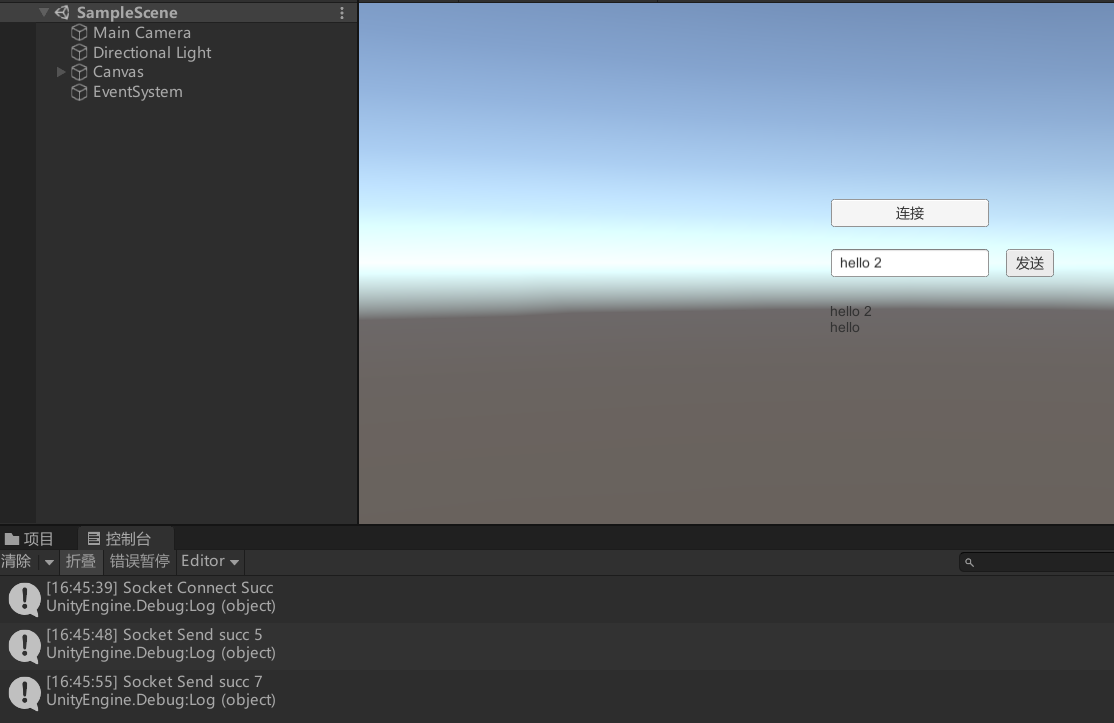 SampleScene
Main Camera
Directional Light
Canvas
EventSystem
连接
hello 2
发送
hello 2
hello
项目
控制台
清除 折叠 错误暂停 Editor
[16:45:39] Socket Connect Succ
UnityEngine.Debug:Log (object)
[16:45:48] Socket Send succ 5
UnityEngine.Debug:Log (object)
[16:45:55] Socket Send succ 7
UnityEngine.Debug:Log (object)